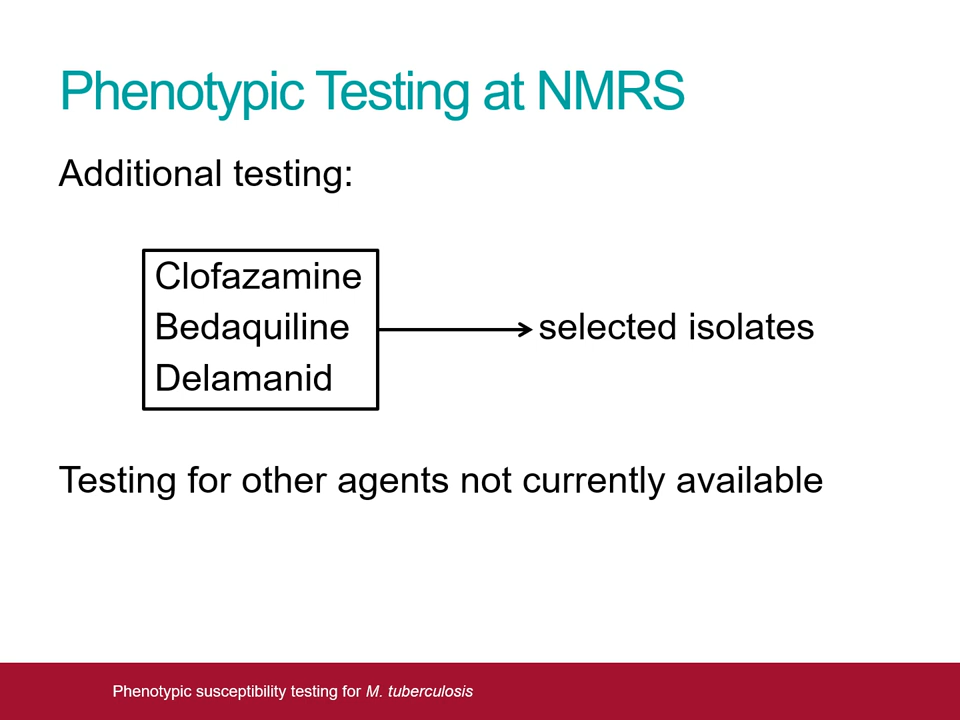 Phenotypic Testing at NMRS
Additional testing:
Clofazamine
Bedaquiline
Delamanid
selected isolates
Testing for other agents not currently available
Phenotypic susceptibility testing for M. tuberculosis